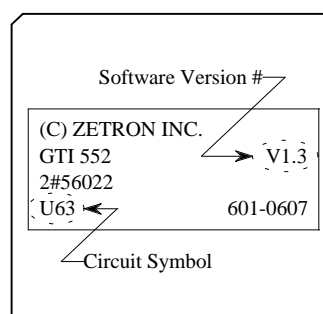 Software Version #
(C) ZETRON INC.
GTI 552 V1.3
2#56022
U63 601-0607
Circuit Symbol